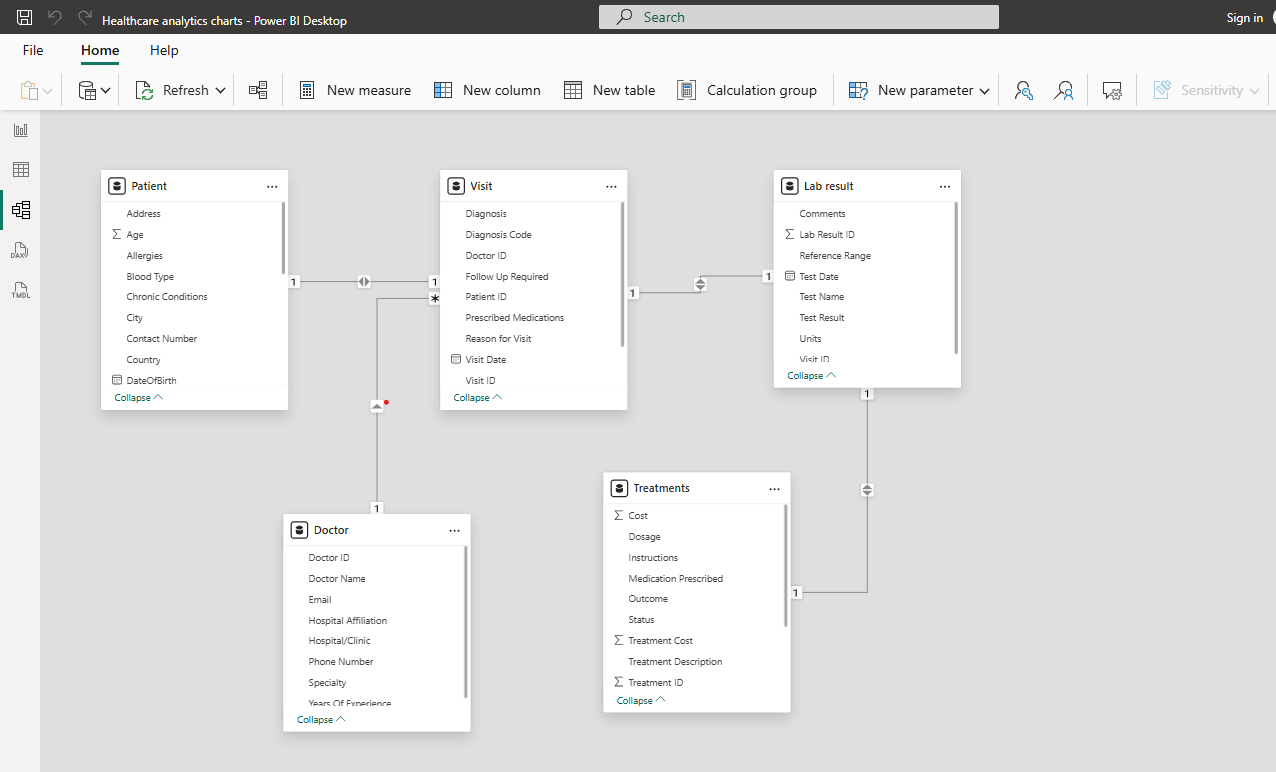 Healthcare analytics charts - Power BI Desktop
Search
Sign in
File
Home
Help
Refresh
New measure
New column
New table
Calculation group
New parameter
Sensitivity
DAX
TMDL
Patient
Address
Age
Allergies
Blood Type
Chronic Conditions
City
Contact Number
Country
DateOfBirth
Collapse
1
1
*
Visit
Diagnosis
Diagnosis Code
Doctor ID
Follow Up Required
Patient ID
Prescribed Medications
Reason for Visit
Visit Date
Visit ID
Collapse
1
1
Lab result
Comments
Lab Result ID
Reference Range
Test Date
Test Name
Test Result
Units
Visit ID
Collapse
1
1
Doctor
Doctor ID
Doctor Name
Email
Hospital Affiliation
Hospital/Clinic
Phone Number
Specialty
Years Of Experience
Collapse
Treatments
Cost
Dosage
Instructions
Medication Prescribed
Outcome
Status
Treatment Cost
Treatment Description
Treatment ID
Collapse
1